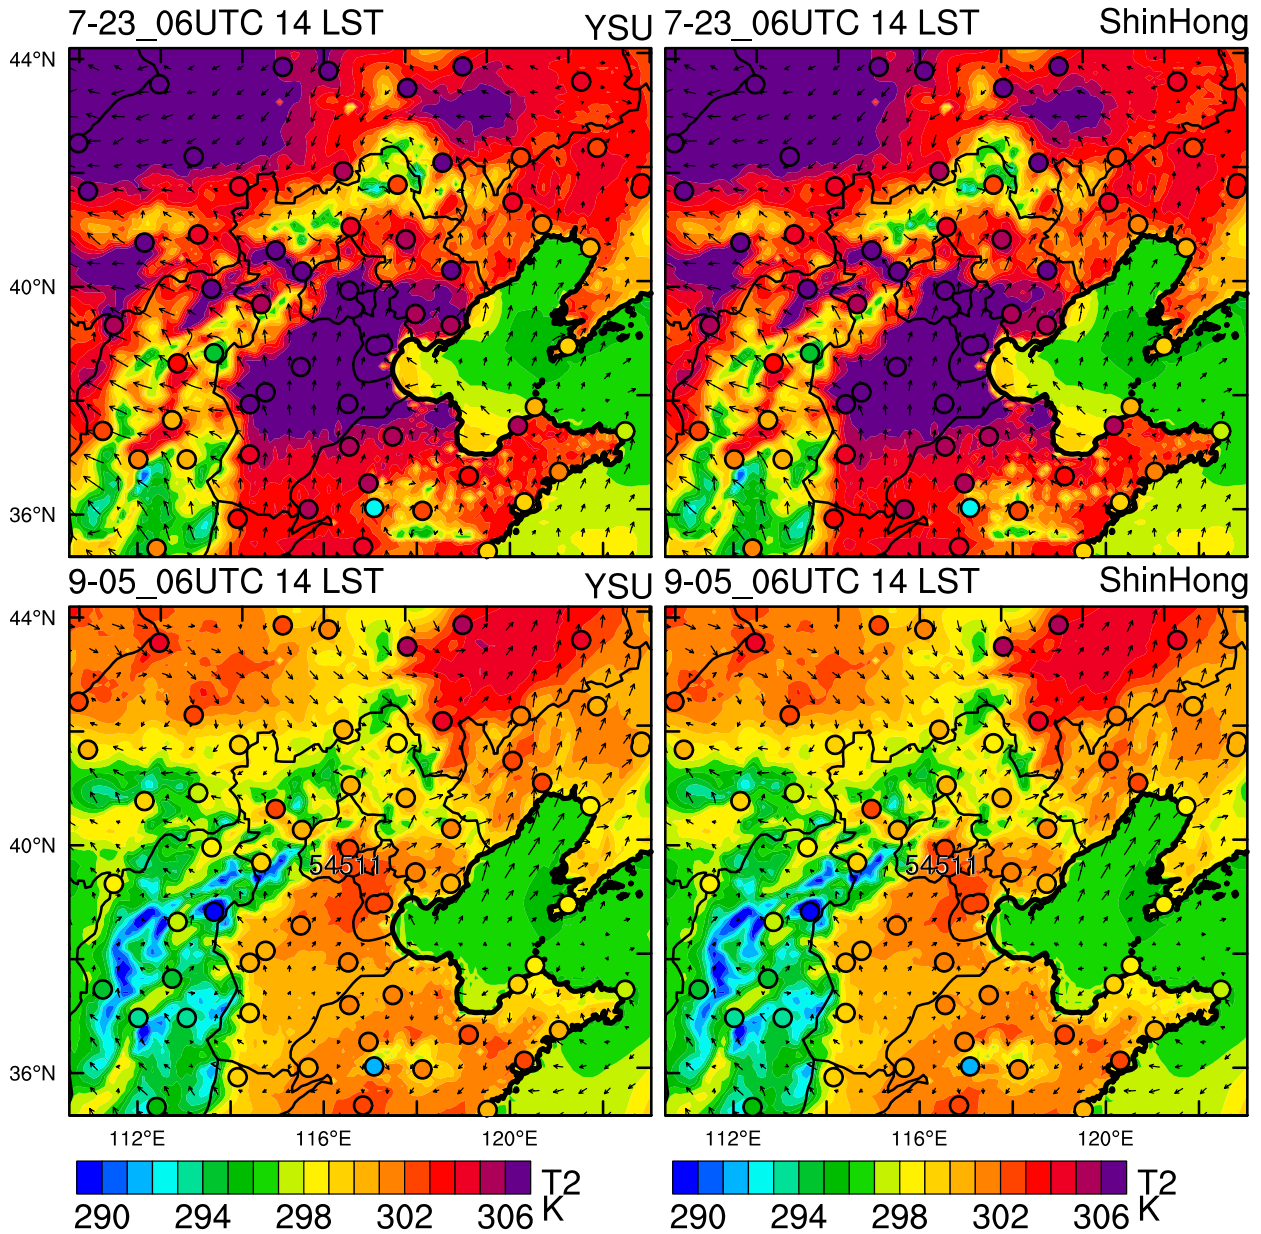 7-23_06UTC 14 LST YSU 7-23_06UTC 14 LST ShinHong
44°N
40°N
36°N
9-05_06UTC 14 LST YSU 9-05_06UTC 14 LST ShinHong
44°N
40°N
54511 54511
36°N
112°E 116°E 120°E 112°E 116°E 120°E
T2 T2
K K
290 294 298 302 306 290 294 298 302 306